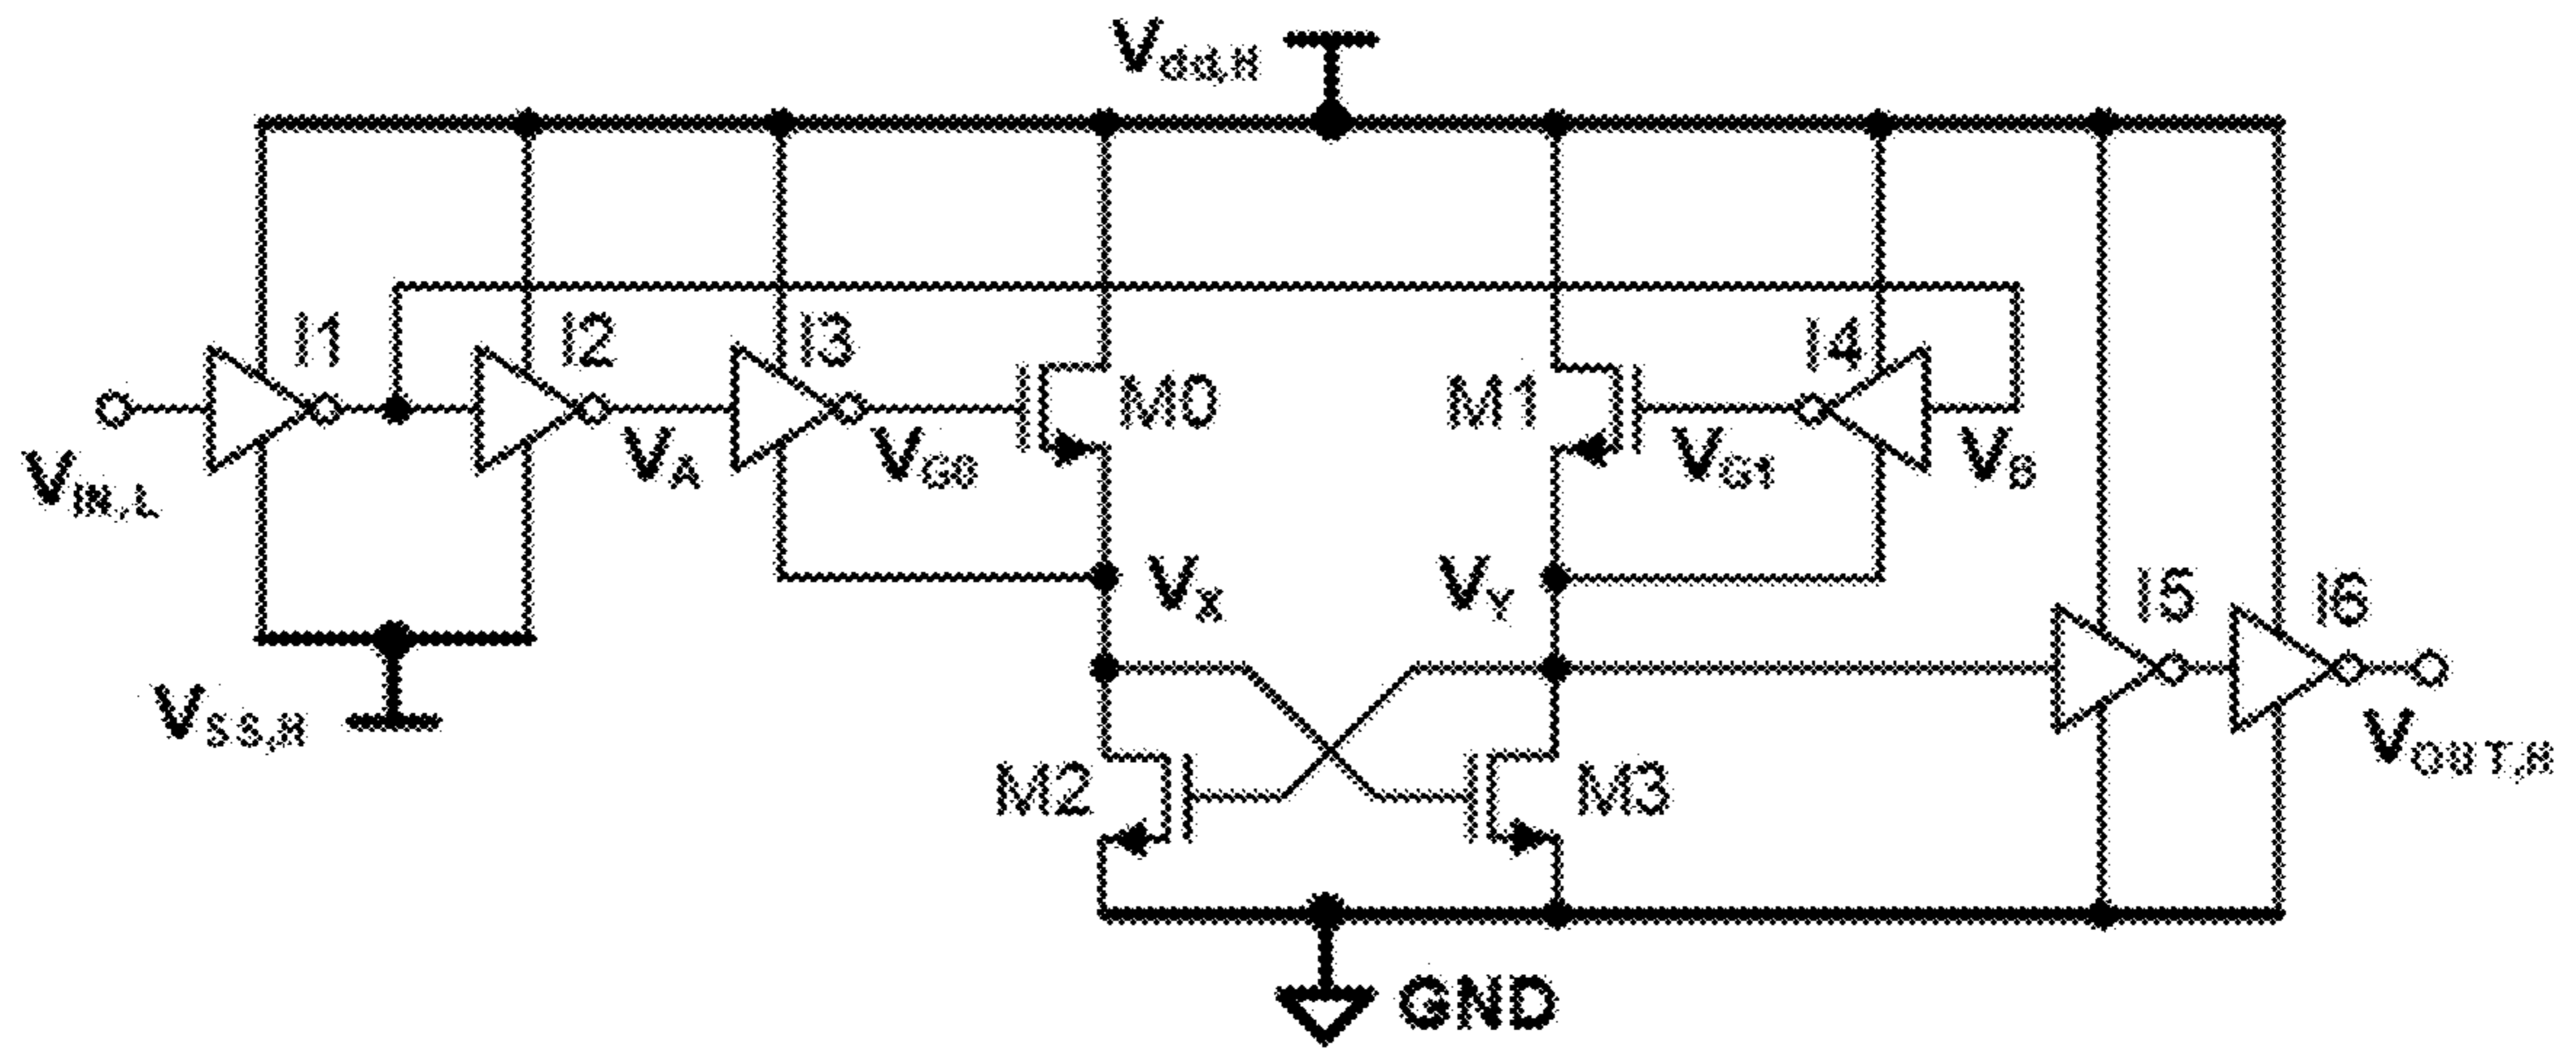 Vdd,H
I1
I2
I3
I4
M0
M1
VIN,L
VA
VG0
VG1
VB
VX
VY
I5
I6
VSS,H
M2
M3
VOUT,H
GND